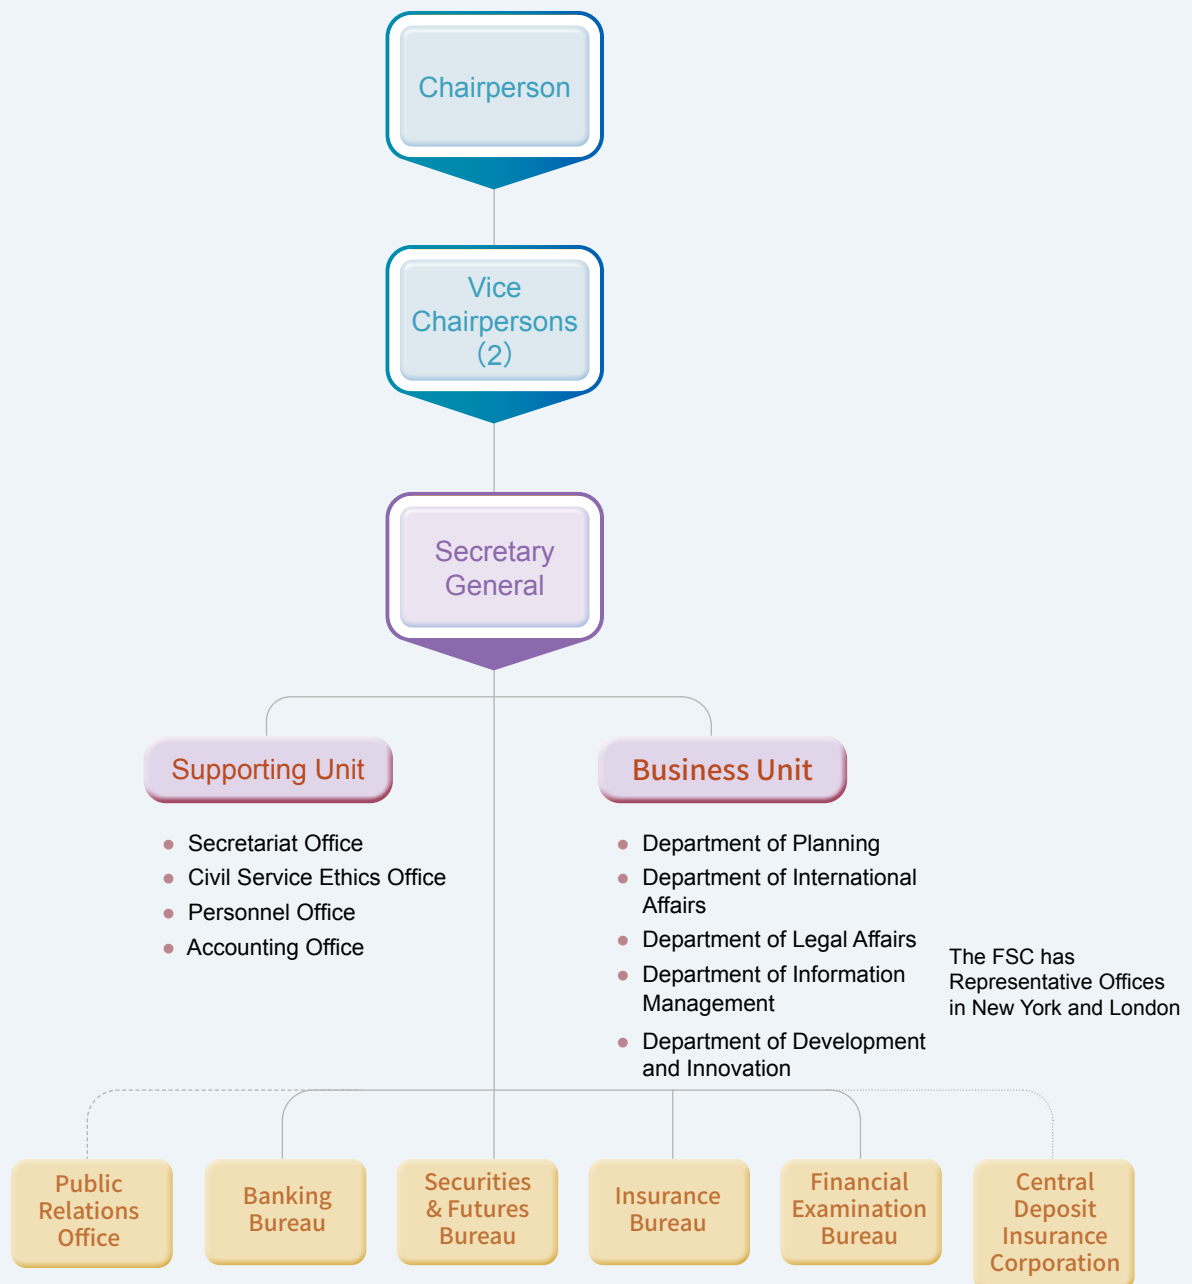 Chairperson
Vice
Chairpersons
（2）
Secretary
General
Supporting Unit
Secretariat Office
Civil Service Ethics Office
Personnel Office
Accounting Office
Business Unit
Department of Planning
Department of International
Affairs
Department of Legal Affairs
Department of Information
Management
Department of Development
and Innovation
The FSC has
Representative Offices
in New York and London
Public
Relations
Office
Banking
Bureau
Securities
& Futures
Bureau
Insurance
Bureau
Financial
Examination
Bureau
Central
Deposit
Insurance
Corporation